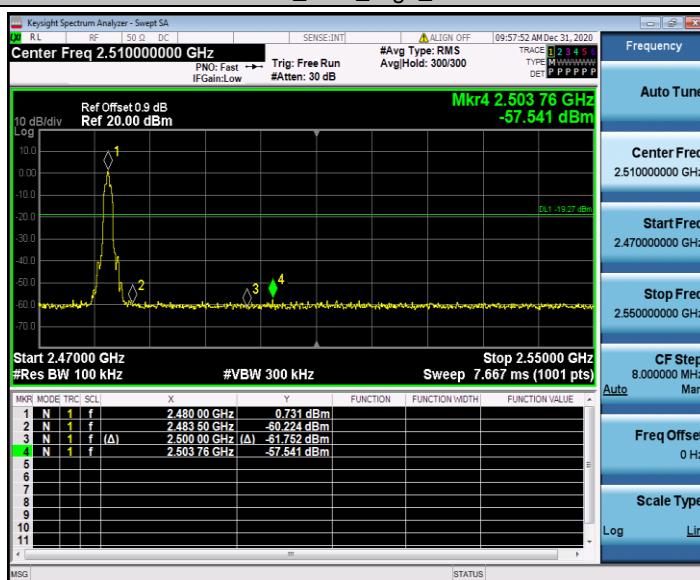 Keysight Spectrum Analyzer - Swept SA
RL RF 50 Ω DC SENSE:INT ALIGN OFF 09:57:52 AM Dec 31, 2020
Center Freq 2.510000000 GHz
PNO: Fast
IFGain:Low
Trig: Free Run
#Atten: 30 dB
#Avg Type: RMS
Avg|Hold: 300/300
TRACE 1 2 3 4 5 6
TYPE M W W W W W
DET P P P P P P
Frequency
Auto Tune
Center Freq
2.510000000 GHz
Start Freq
2.470000000 GHz
Stop Freq
2.550000000 GHz
CF Step
8.000000 MHz
Auto Man
Freq Offset
0 Hz
Scale Type
Log Lin
Mkr4 2.503 76 GHz
-57.541 dBm
Ref Offset 0.9 dB
10 dB/div Ref 20.00 dBm
Log
10.0
0.00
-10.0
-20.0
-30.0
-40.0
-50.0
-60.0
-70.0
1
2
3
4
DL1 -19.27 dBm
Start 2.47000 GHz Stop 2.55000 GHz
#Res BW 100 kHz #VBW 300 kHz Sweep 7.667 ms (1001 pts)
MKR MODE TRC SCL X Y FUNCTION FUNCTION WIDTH FUNCTION VALUE
1 N 1 f 2.480 00 GHz 0.731 dBm
2 N 1 f 2.483 50 GHz -60.224 dBm
3 N 1 f (Δ) 2.500 00 GHz (Δ) -61.752 dBm
4 N 1 f 2.503 76 GHz -57.541 dBm
5
6
7
8
9
10
11
MSG STATUS